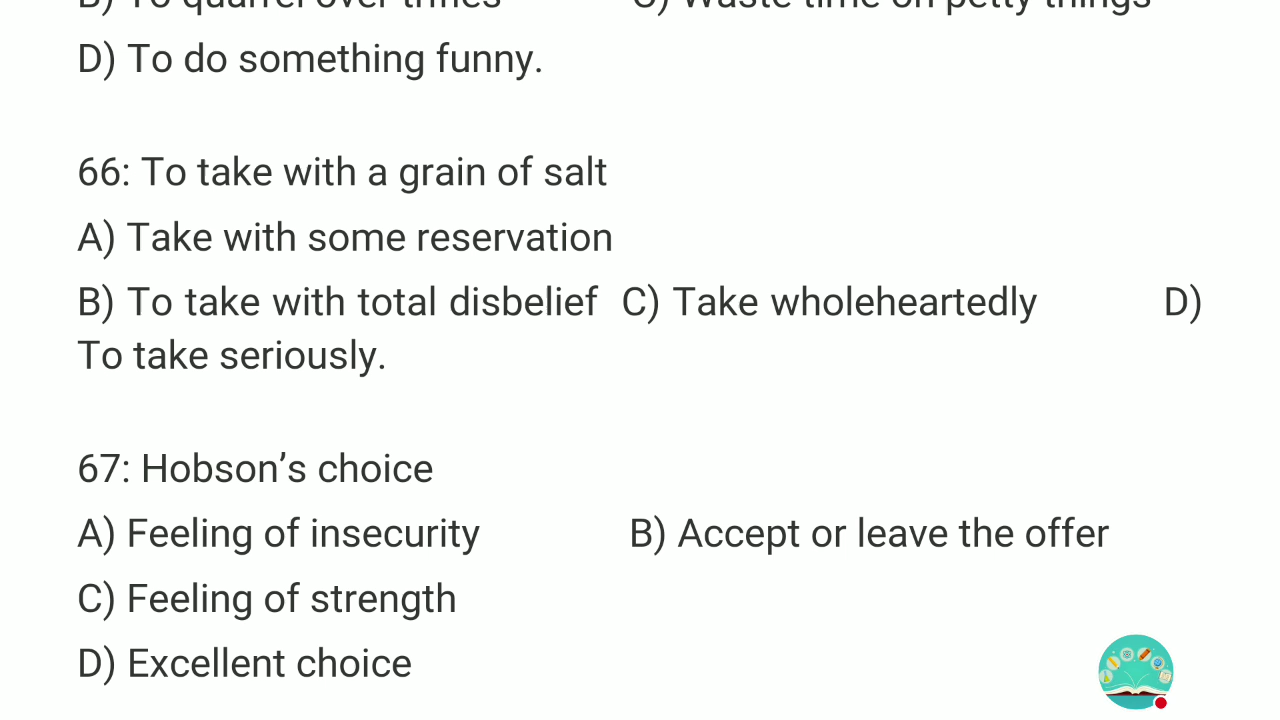 B) To quarrel over trifles C) Waste time on petty things
D) To do something funny.
66: To take with a grain of salt
A) Take with some reservation
B) To take with total disbelief C) Take wholeheartedly D)
To take seriously.
67: Hobson’s choice
A) Feeling of insecurity B) Accept or leave the offer
C) Feeling of strength
D) Excellent choice